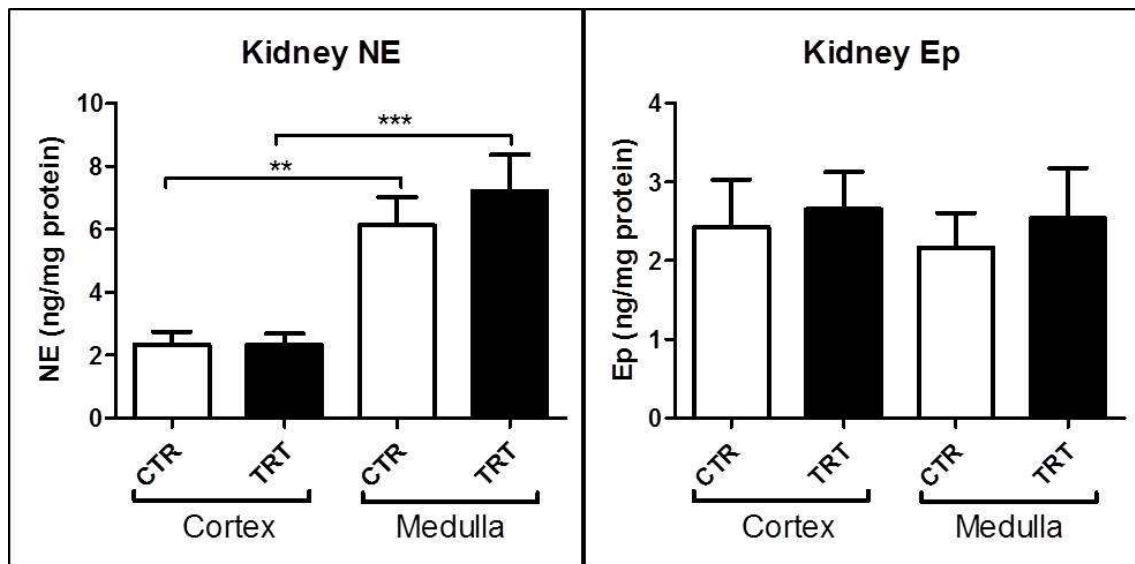 Kidney NE
NE (ng/mg protein)
10
8
6
4
2
0
**
***
CTR
TRT
CTR
TRT
Cortex
Medulla
Kidney Ep
Ep (ng/mg protein)
4
3
2
1
0
CTR
TRT
CTR
TRT
Cortex
Medulla